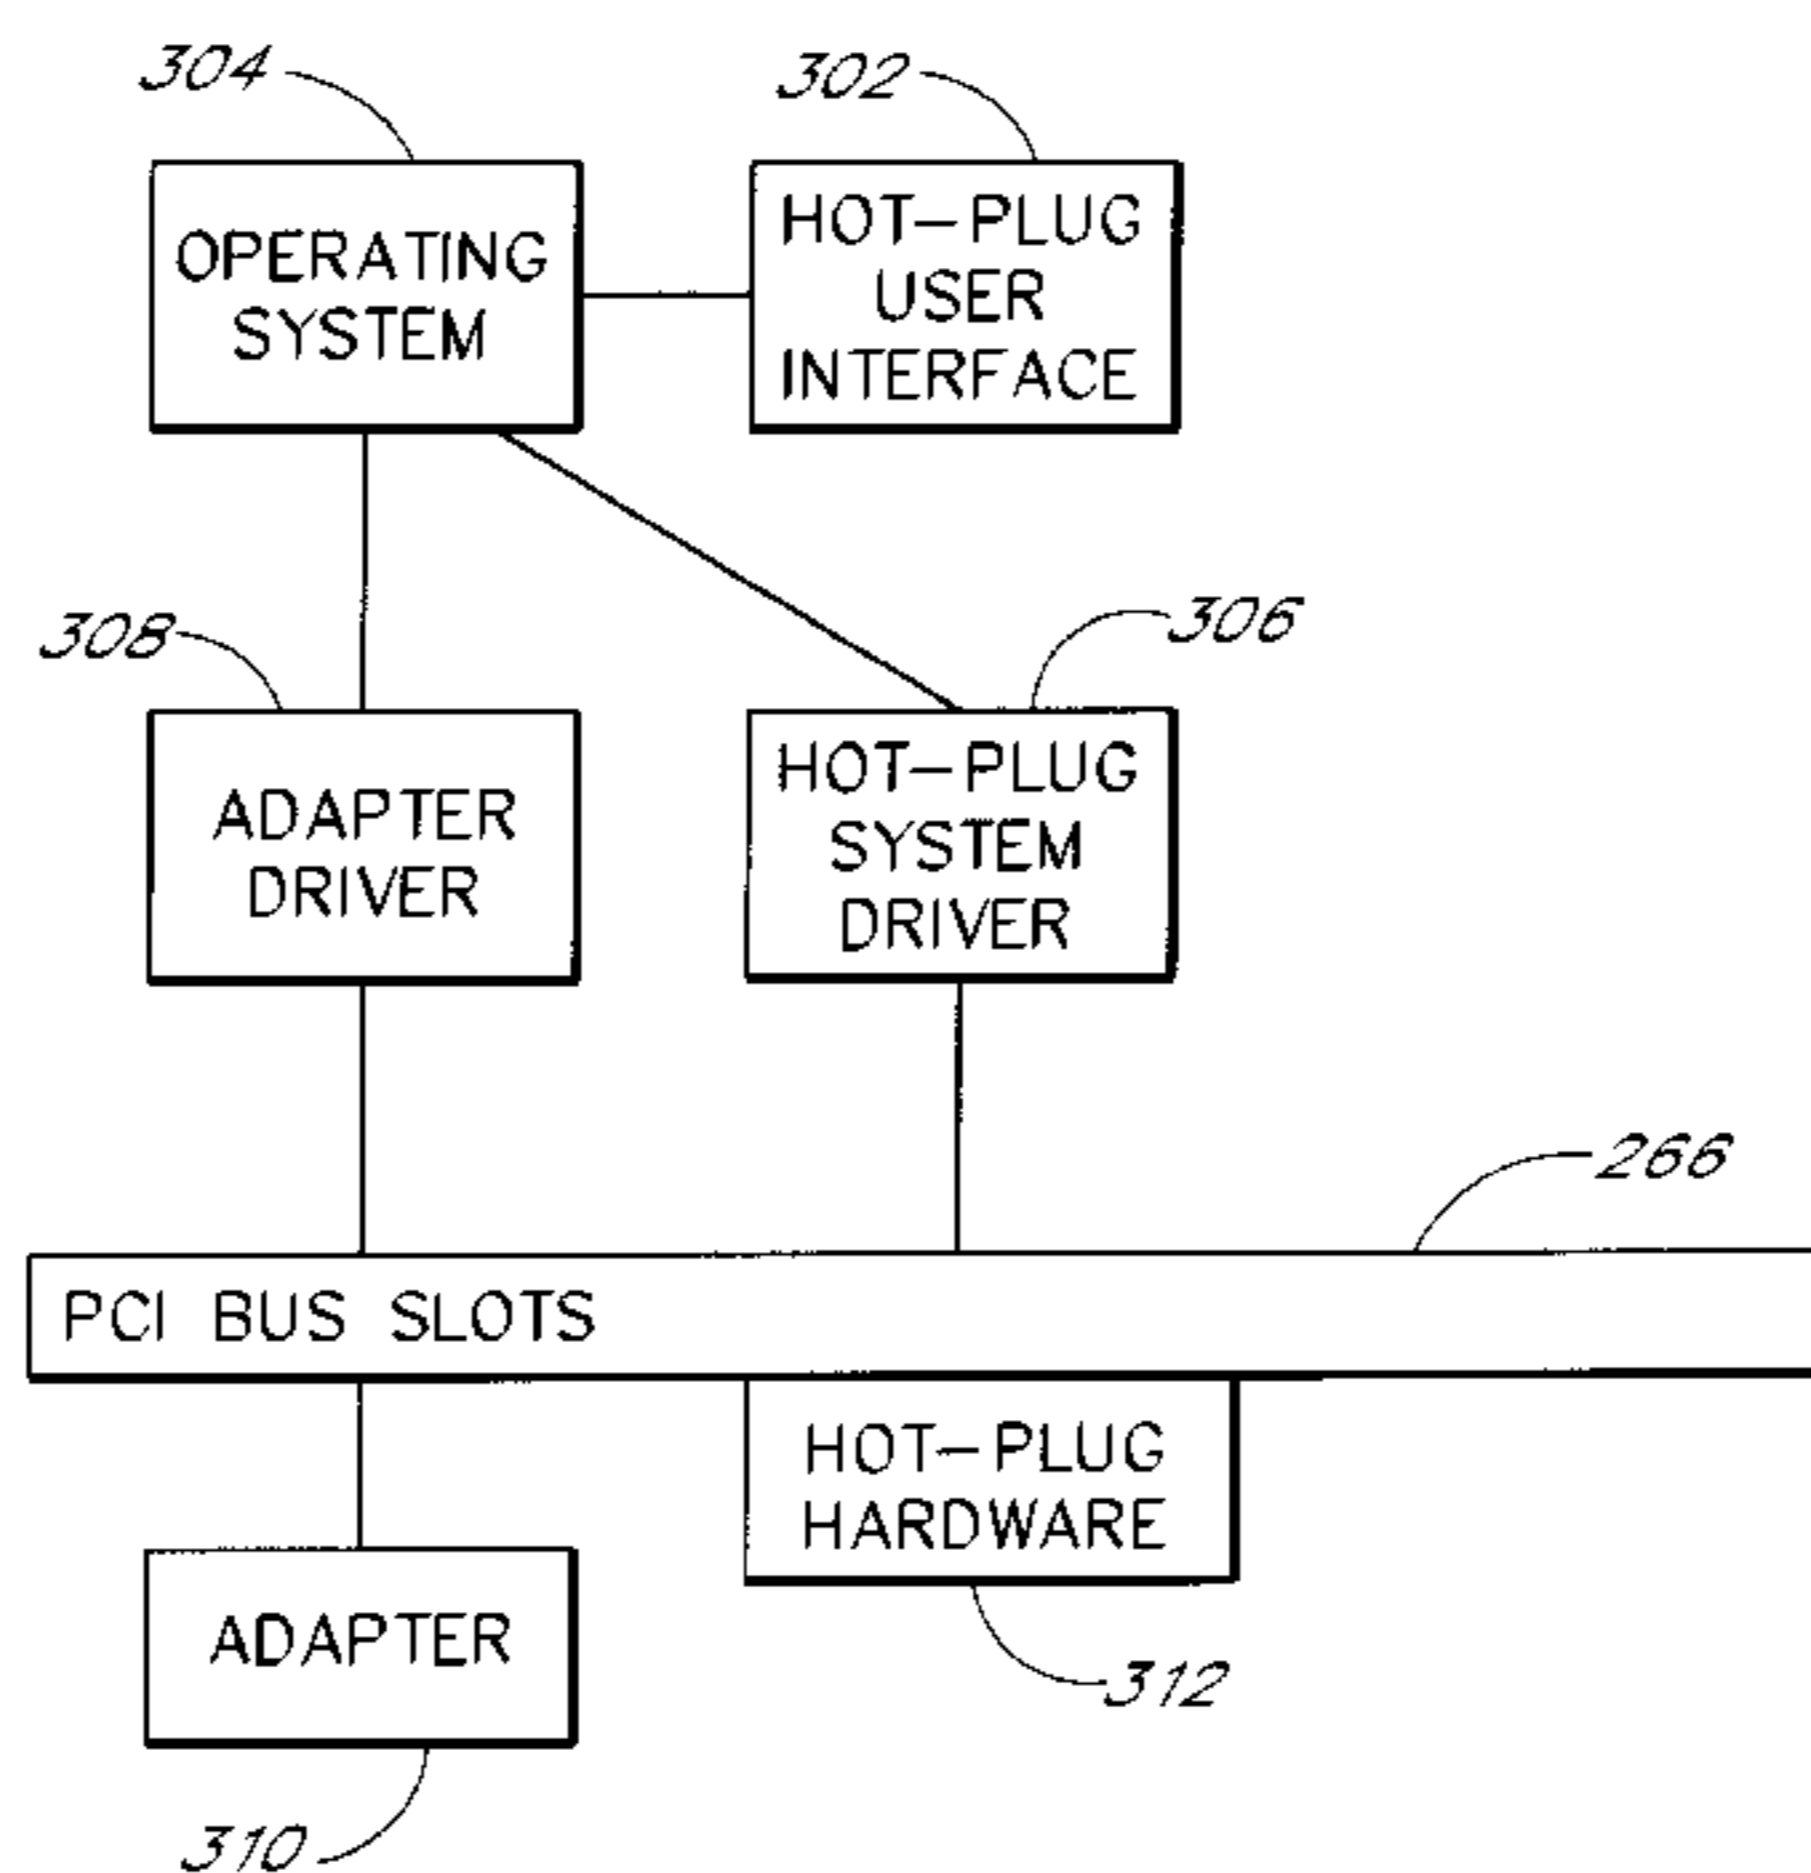 304
302
OPERATING
SYSTEM
HOT-PLUG
USER
INTERFACE
308
306
ADAPTER
DRIVER
HOT-PLUG
SYSTEM
DRIVER
266
PCI BUS SLOTS
HOT-PLUG
HARDWARE
ADAPTER
312
310